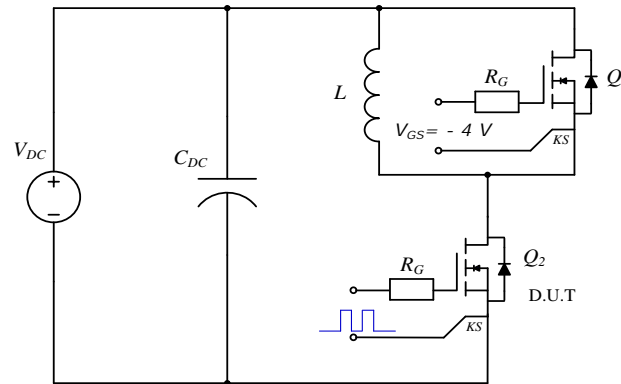 Q
R_G
L
V_GS= - 4 V
KS
V_DC
C_DC
Q_2
R_G
D.U.T
KS